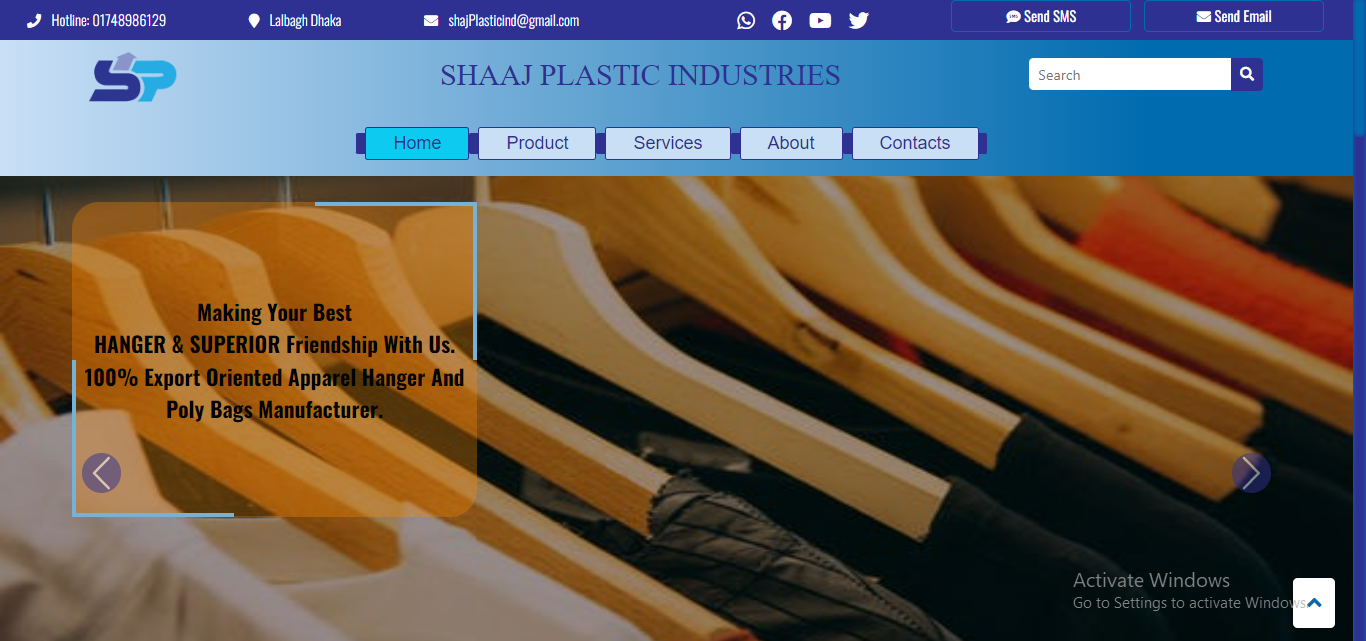 Hotline: 01748986129
Lalbagh Dhaka
shajPlasticind@gmail.com
SMS Send SMS
Send Email
SP
SHAAJ PLASTIC INDUSTRIES
Search
Home
Product
Services
About
Contacts
Making Your Best
HANGER & SUPERIOR Friendship With Us.
100% Export Oriented Apparel Hanger And
Poly Bags Manufacturer.
Activate Windows
Go to Settings to activate Windows.